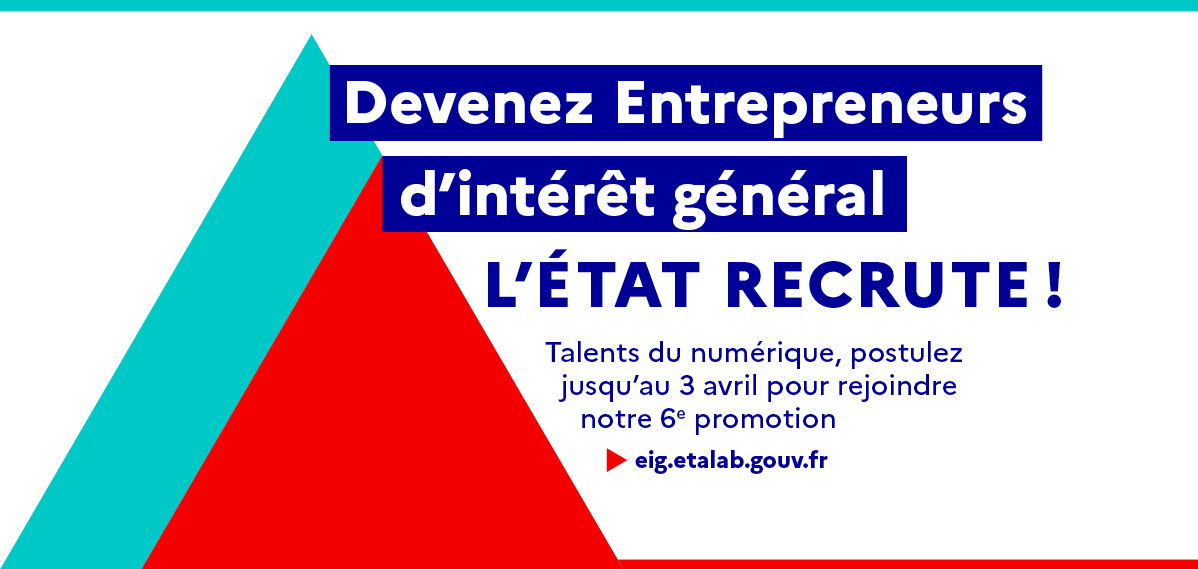 Devenez Entrepreneurs
d’intérêt général
L’ÉTAT RECRUTE !
Talents du numérique, postulez
jusqu’au 3 avril pour rejoindre
notre 6ᵉ promotion
eig.etalab.gouv.fr